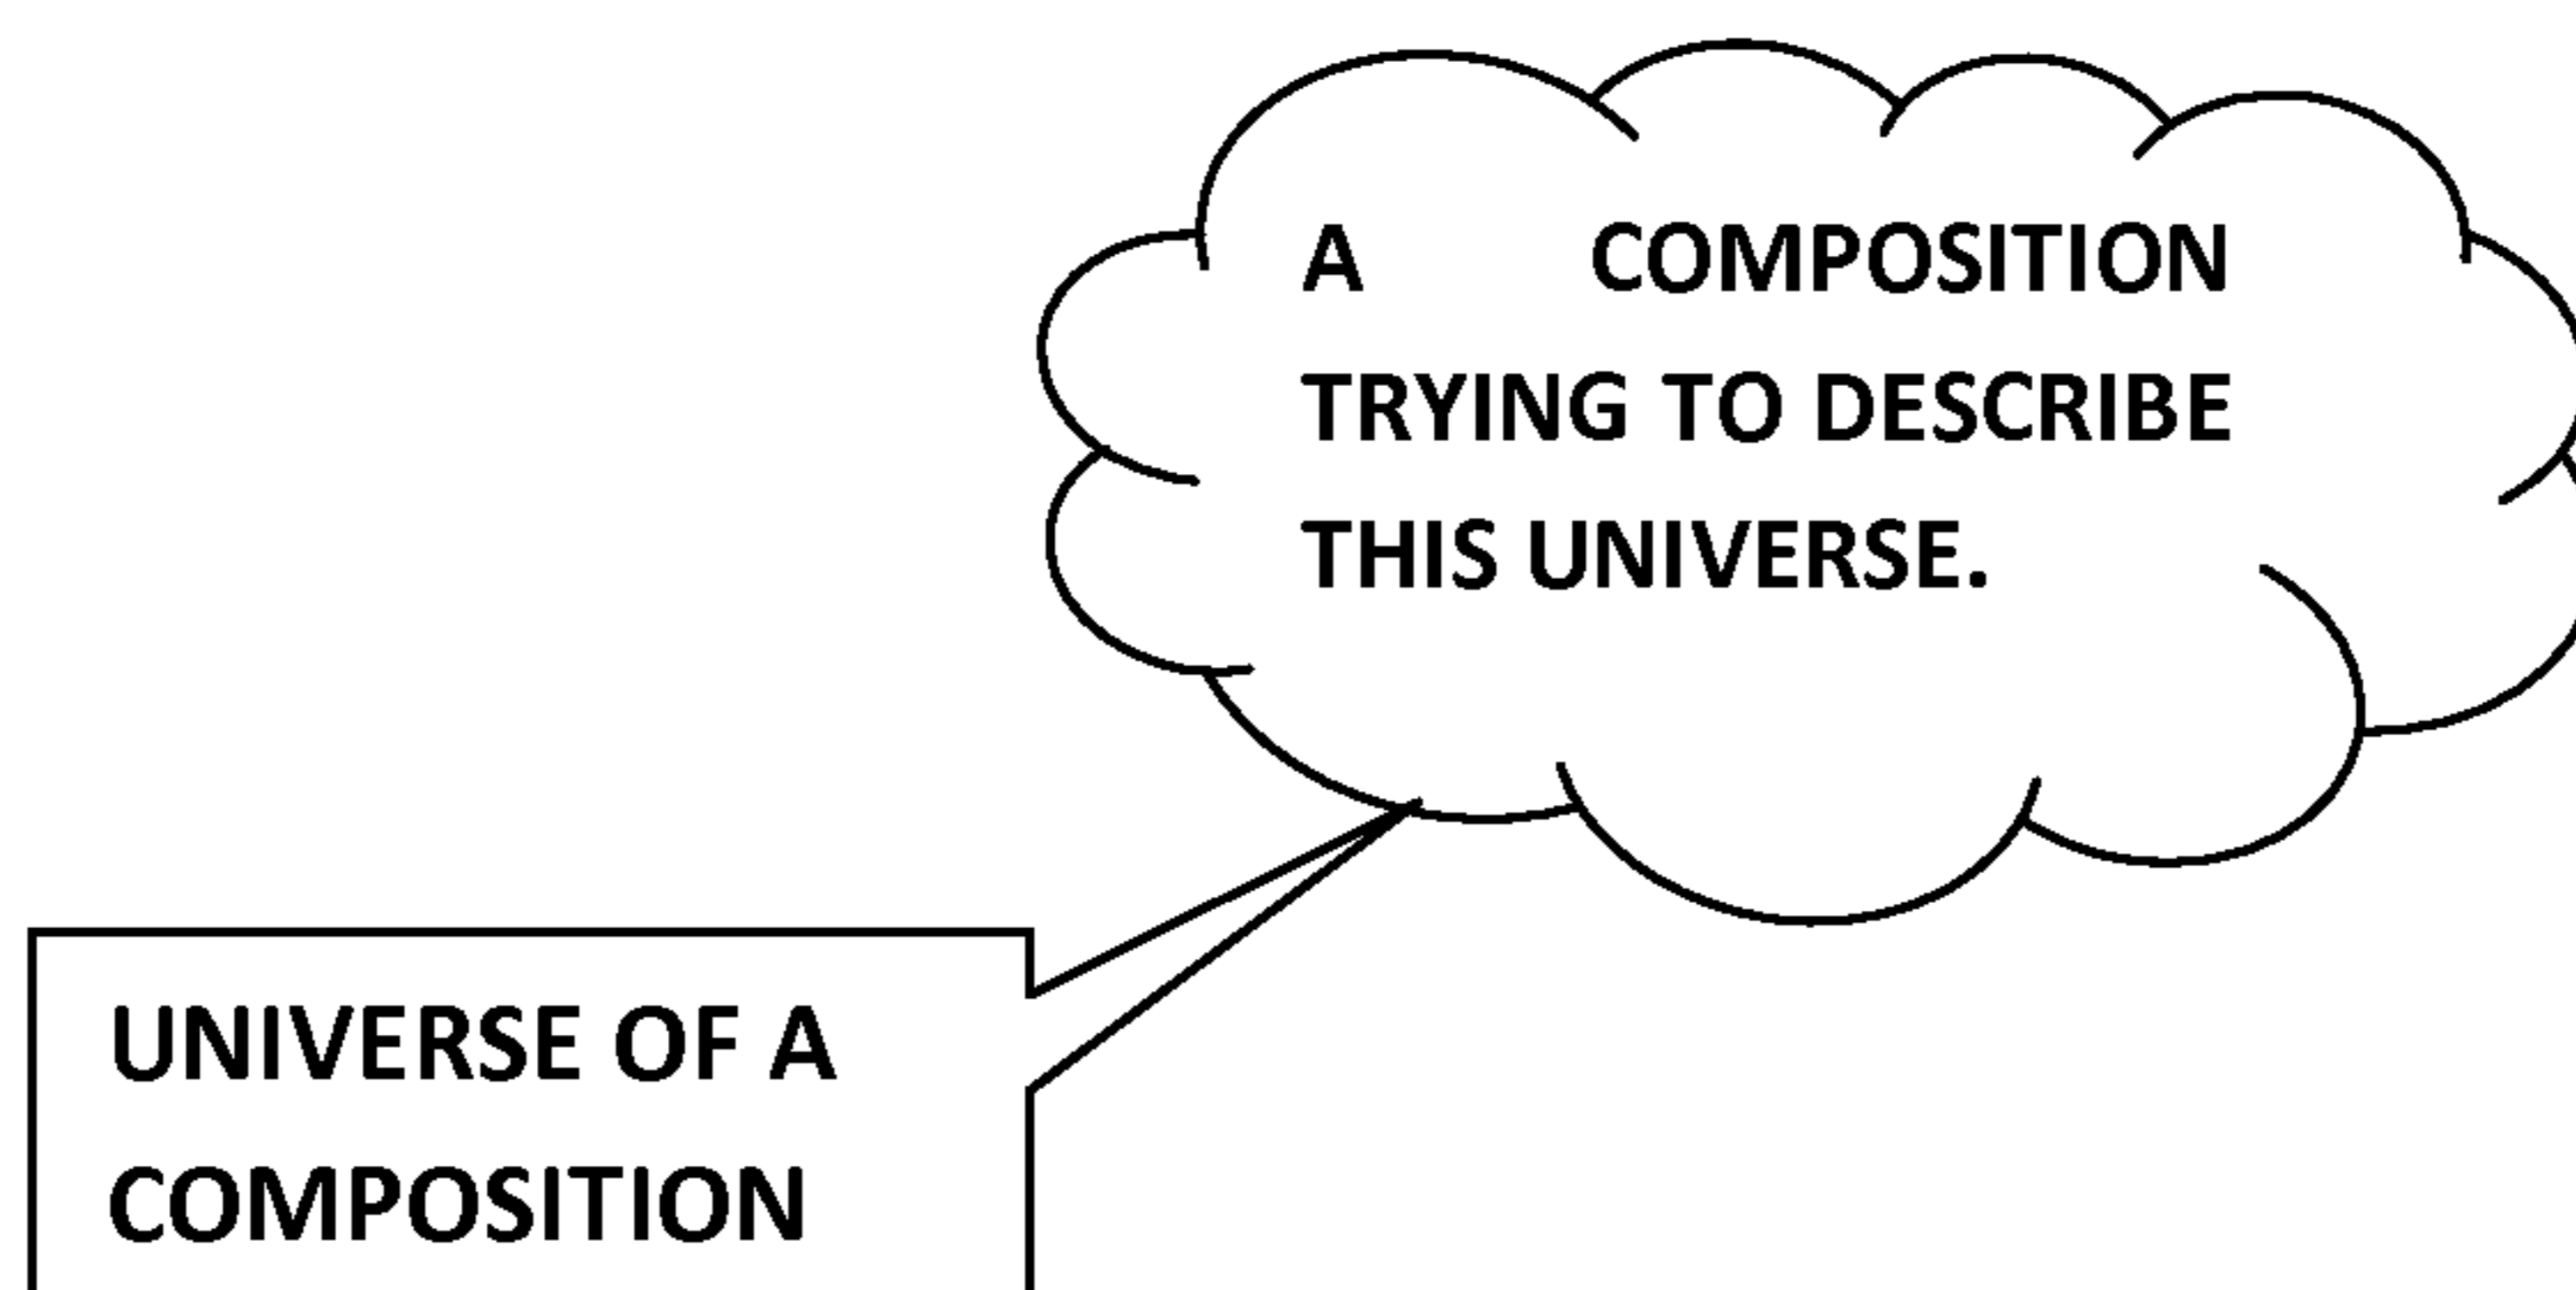 A COMPOSITION
TRYING TO DESCRIBE
THIS UNIVERSE.
UNIVERSE OF A
COMPOSITION